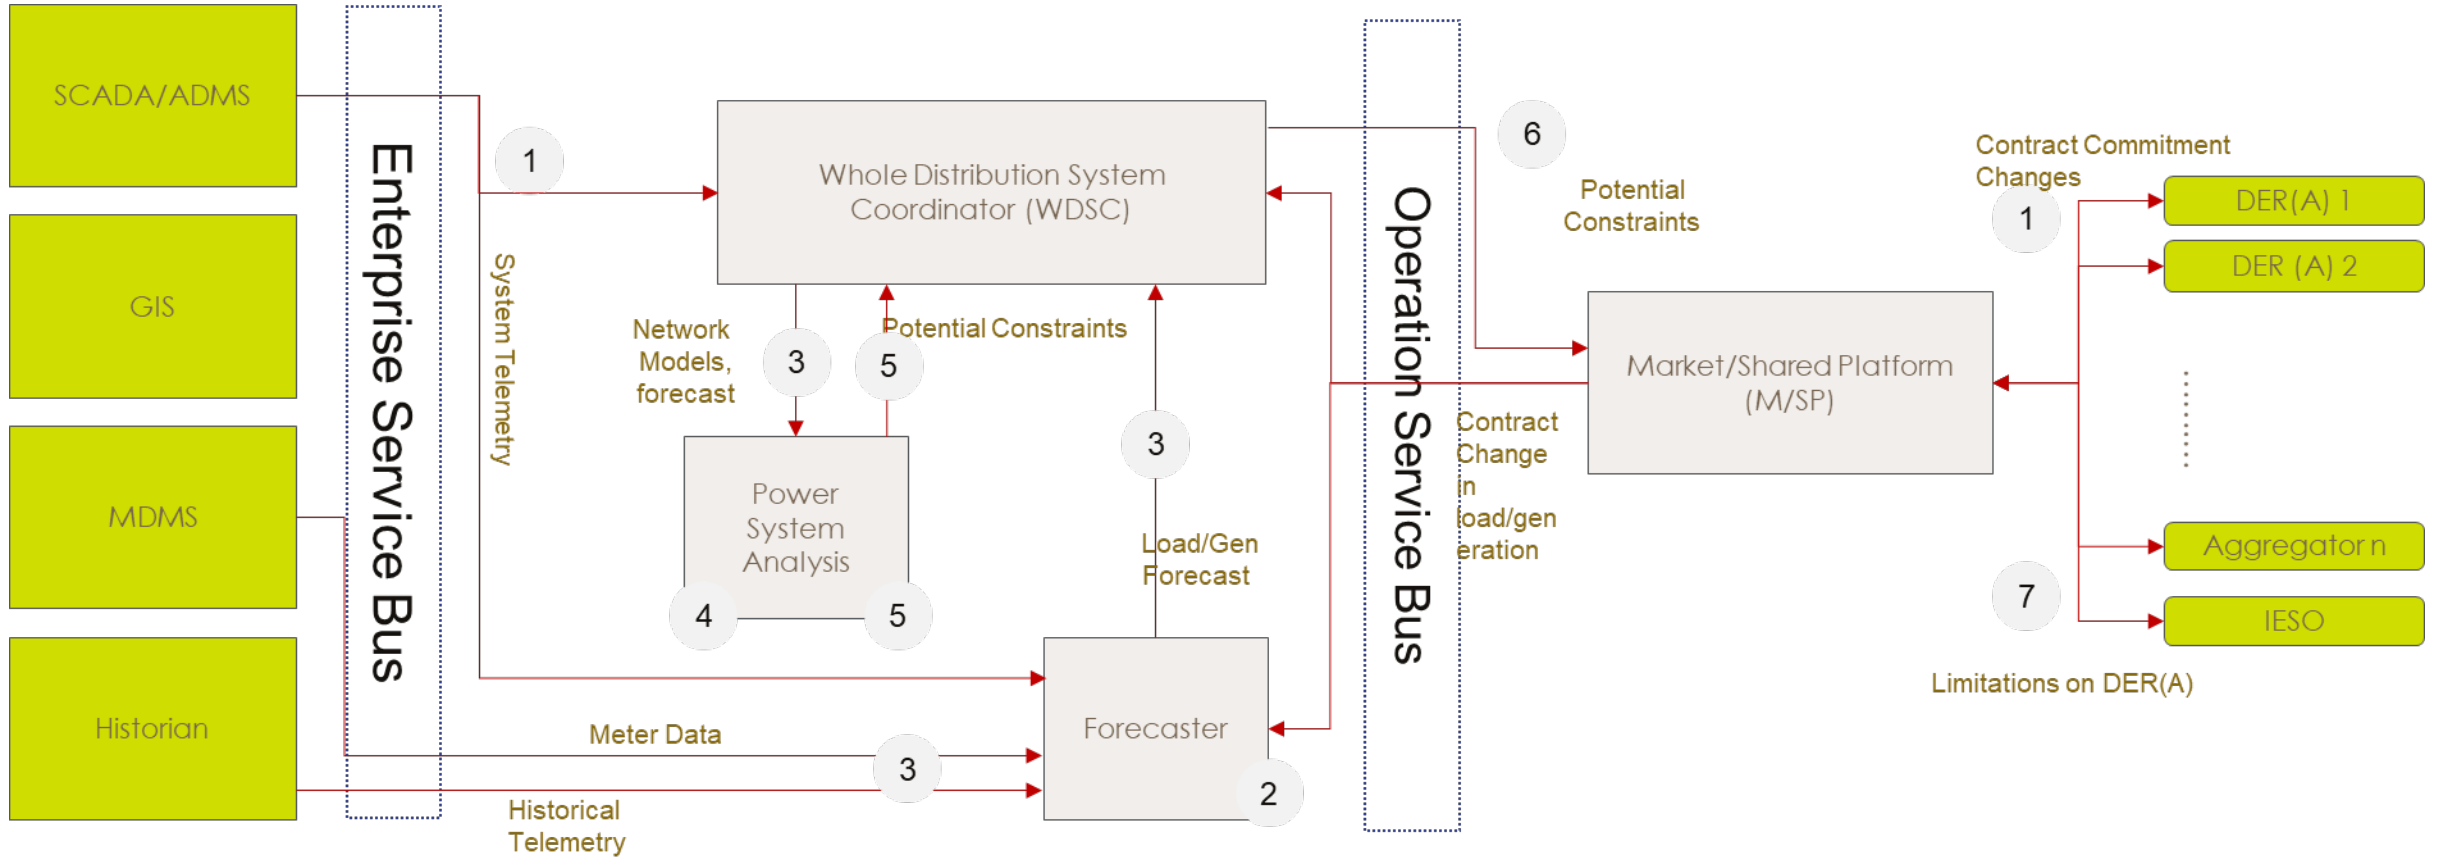 SCADA/ADMS
GIS
MDMS
Historian
Enterprise Service Bus
1
System Telemetry
Whole Distribution System
Coordinator (WDSC)
Network
Models,
forecast
3
Potential Constraints
5
3
Power
System
Analysis
4
5
Load/Gen
Forecast
Forecaster
2
Meter Data
3
Historical
Telemetry
Operation Service Bus
6
Potential
Constraints
Contract
Change
in
load/gen
eration
Market/Shared Platform
(M/SP)
Contract Commitment
Changes
1
DER(A) 1
DER (A) 2
Aggregator n
7
IESO
Limitations on DER(A)